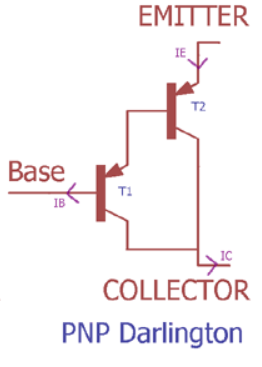 EMITTER
IE
T2
Base
T1
IB
IC
COLLECTOR
PNP Darlington